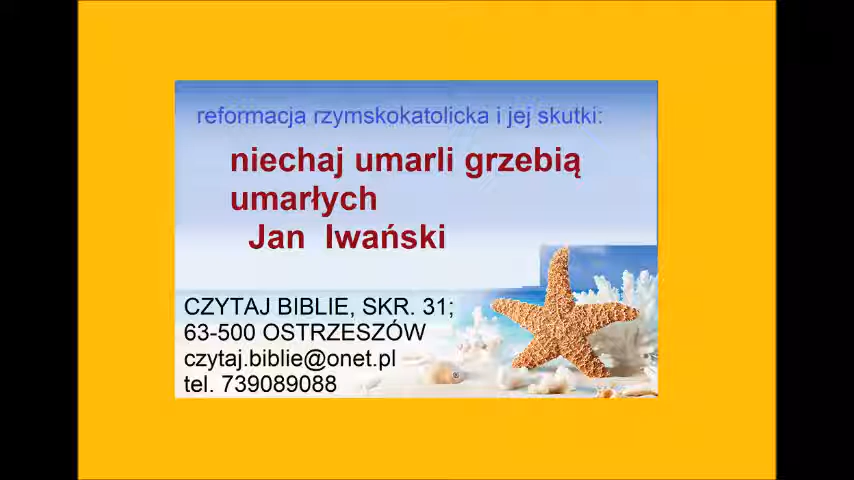 reformacja rzymskokatolicka i jej skutki:
niechaj umarli grzebią
umarłych
Jan Iwański
CZYTAJ BIBLIE, SKR. 31;
63-500 OSTRZESZÓW
czytaj.biblie@onet.pl
tel. 739089088